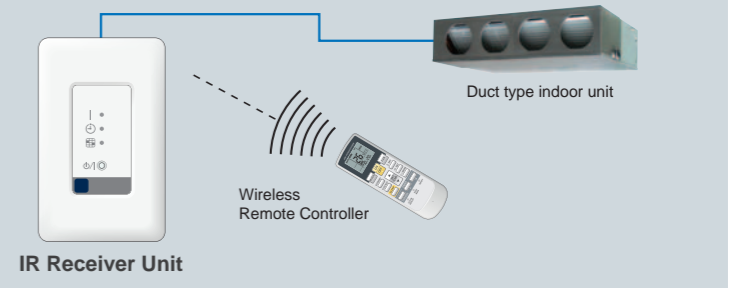 Duct type indoor unit
Wireless
Remote Controller
IR Receiver Unit